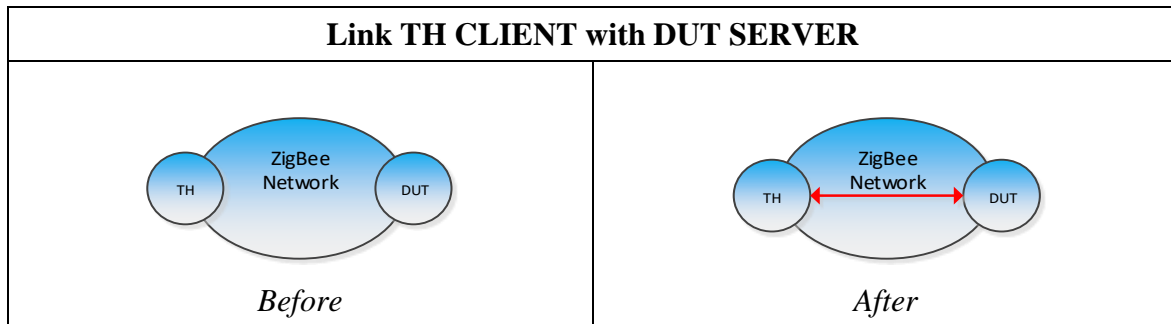 Link TH CLIENT with DUT SERVER
ZigBee
Network
TH
DUT
Before
ZigBee
Network
TH
DUT
After